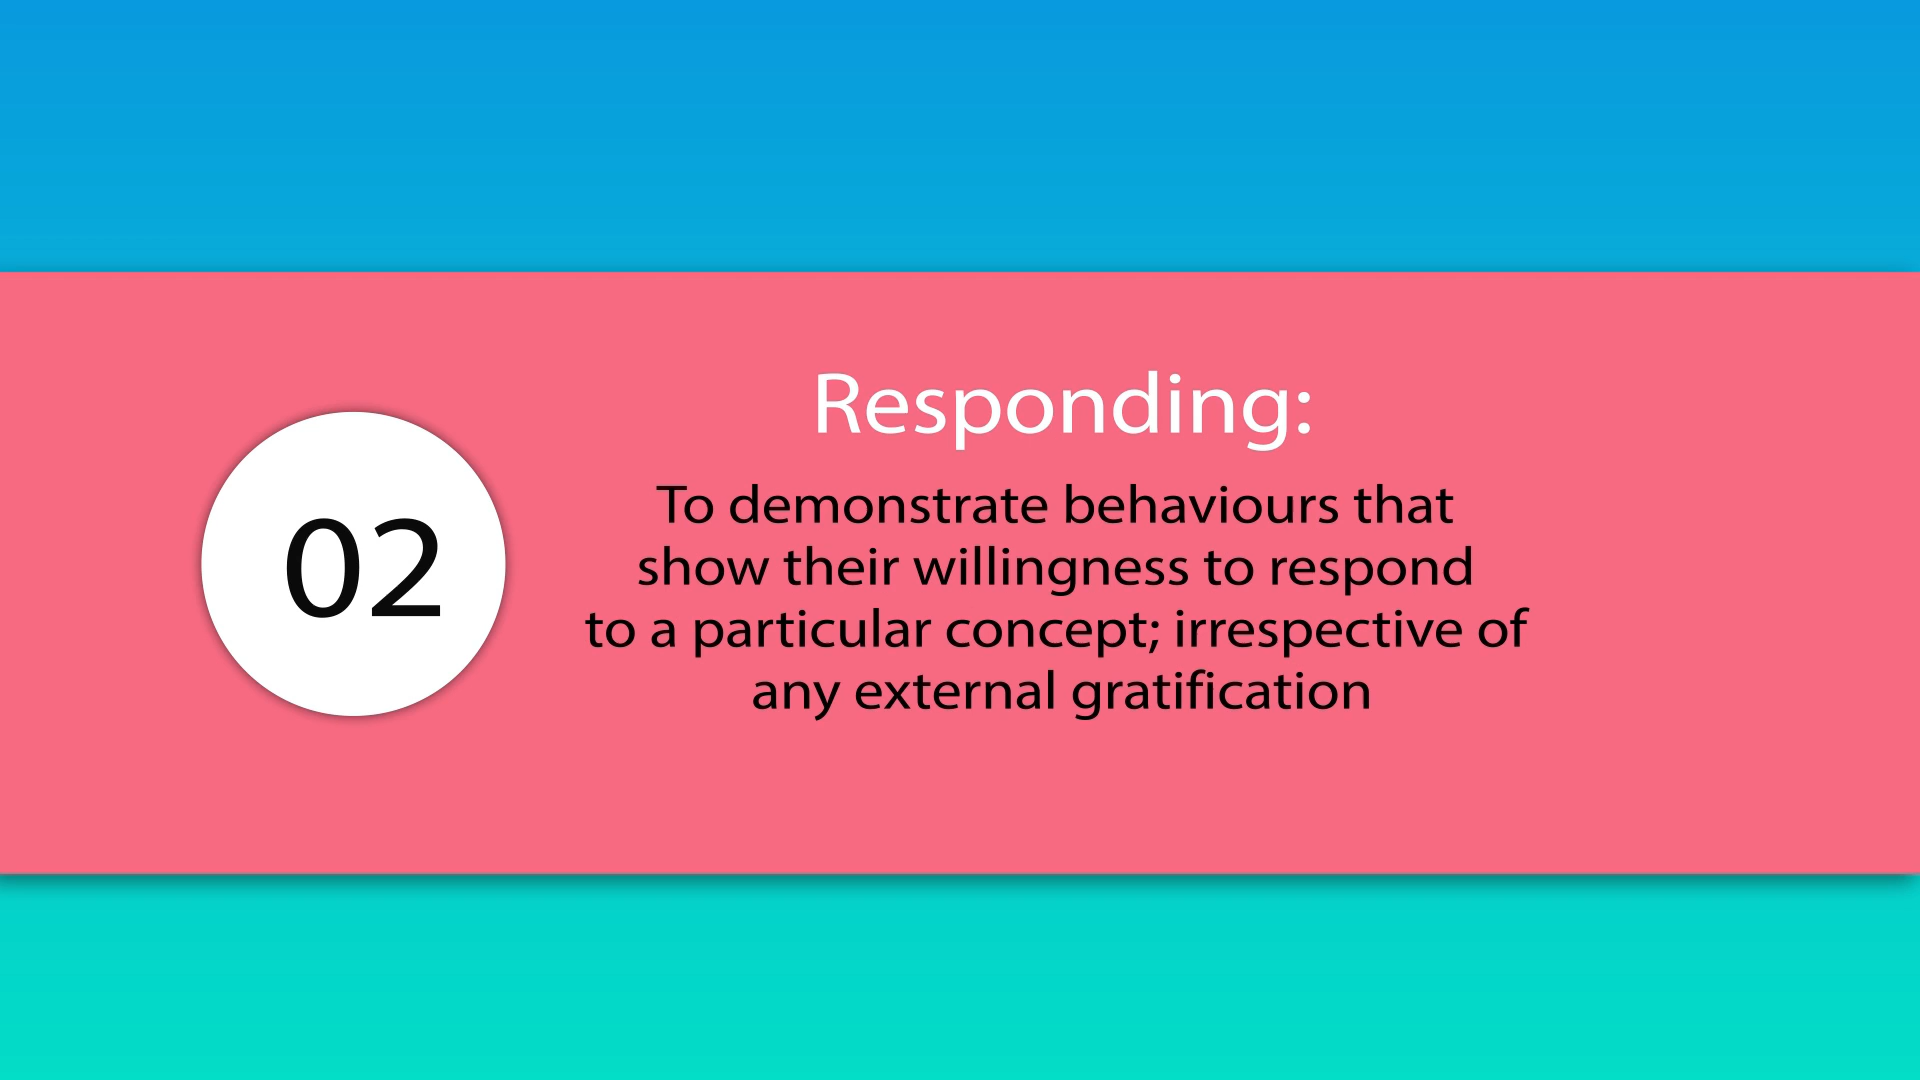 02
Responding:
To demonstrate behaviours that
show their willingness to respond
to a particular concept; irrespective of
any external gratification